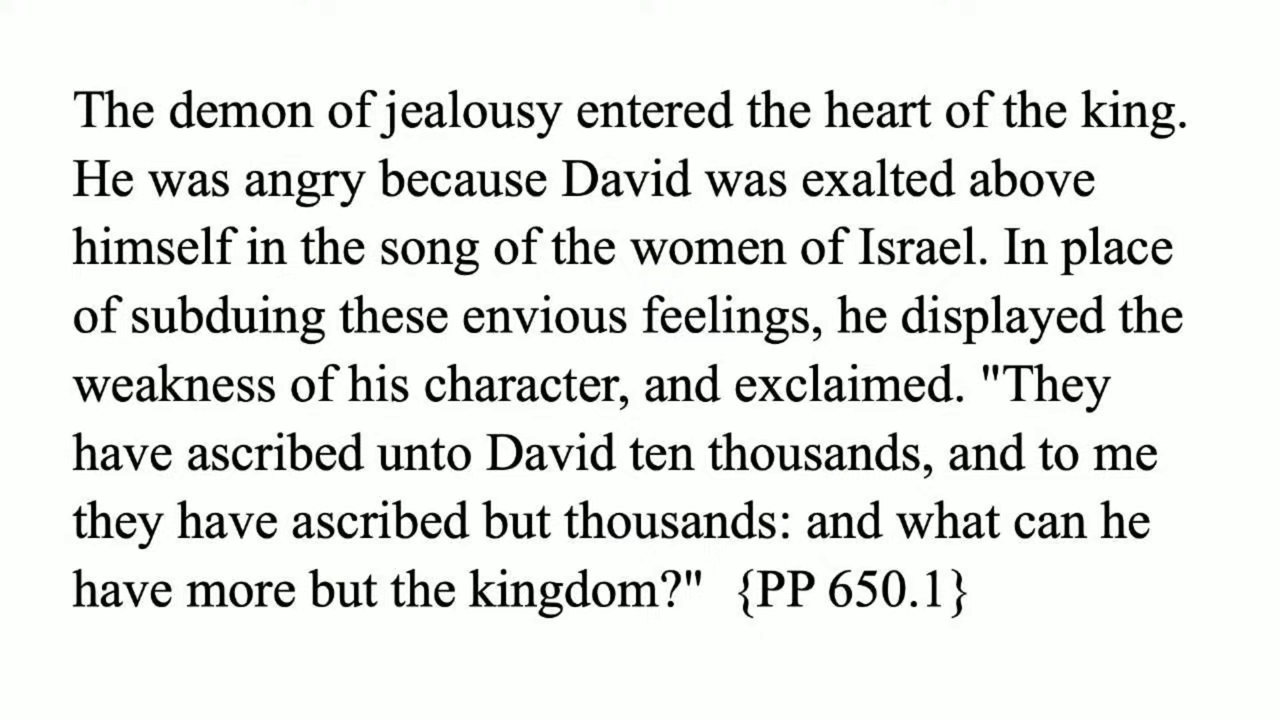 The demon of jealousy entered the heart of the king.
He was angry because David was exalted above
himself in the song of the women of Israel. In place
of subduing these envious feelings, he displayed the
weakness of his character, and exclaimed. "They
have ascribed unto David ten thousands, and to me
they have ascribed but thousands: and what can he
have more but the kingdom?" {PP 650.1}